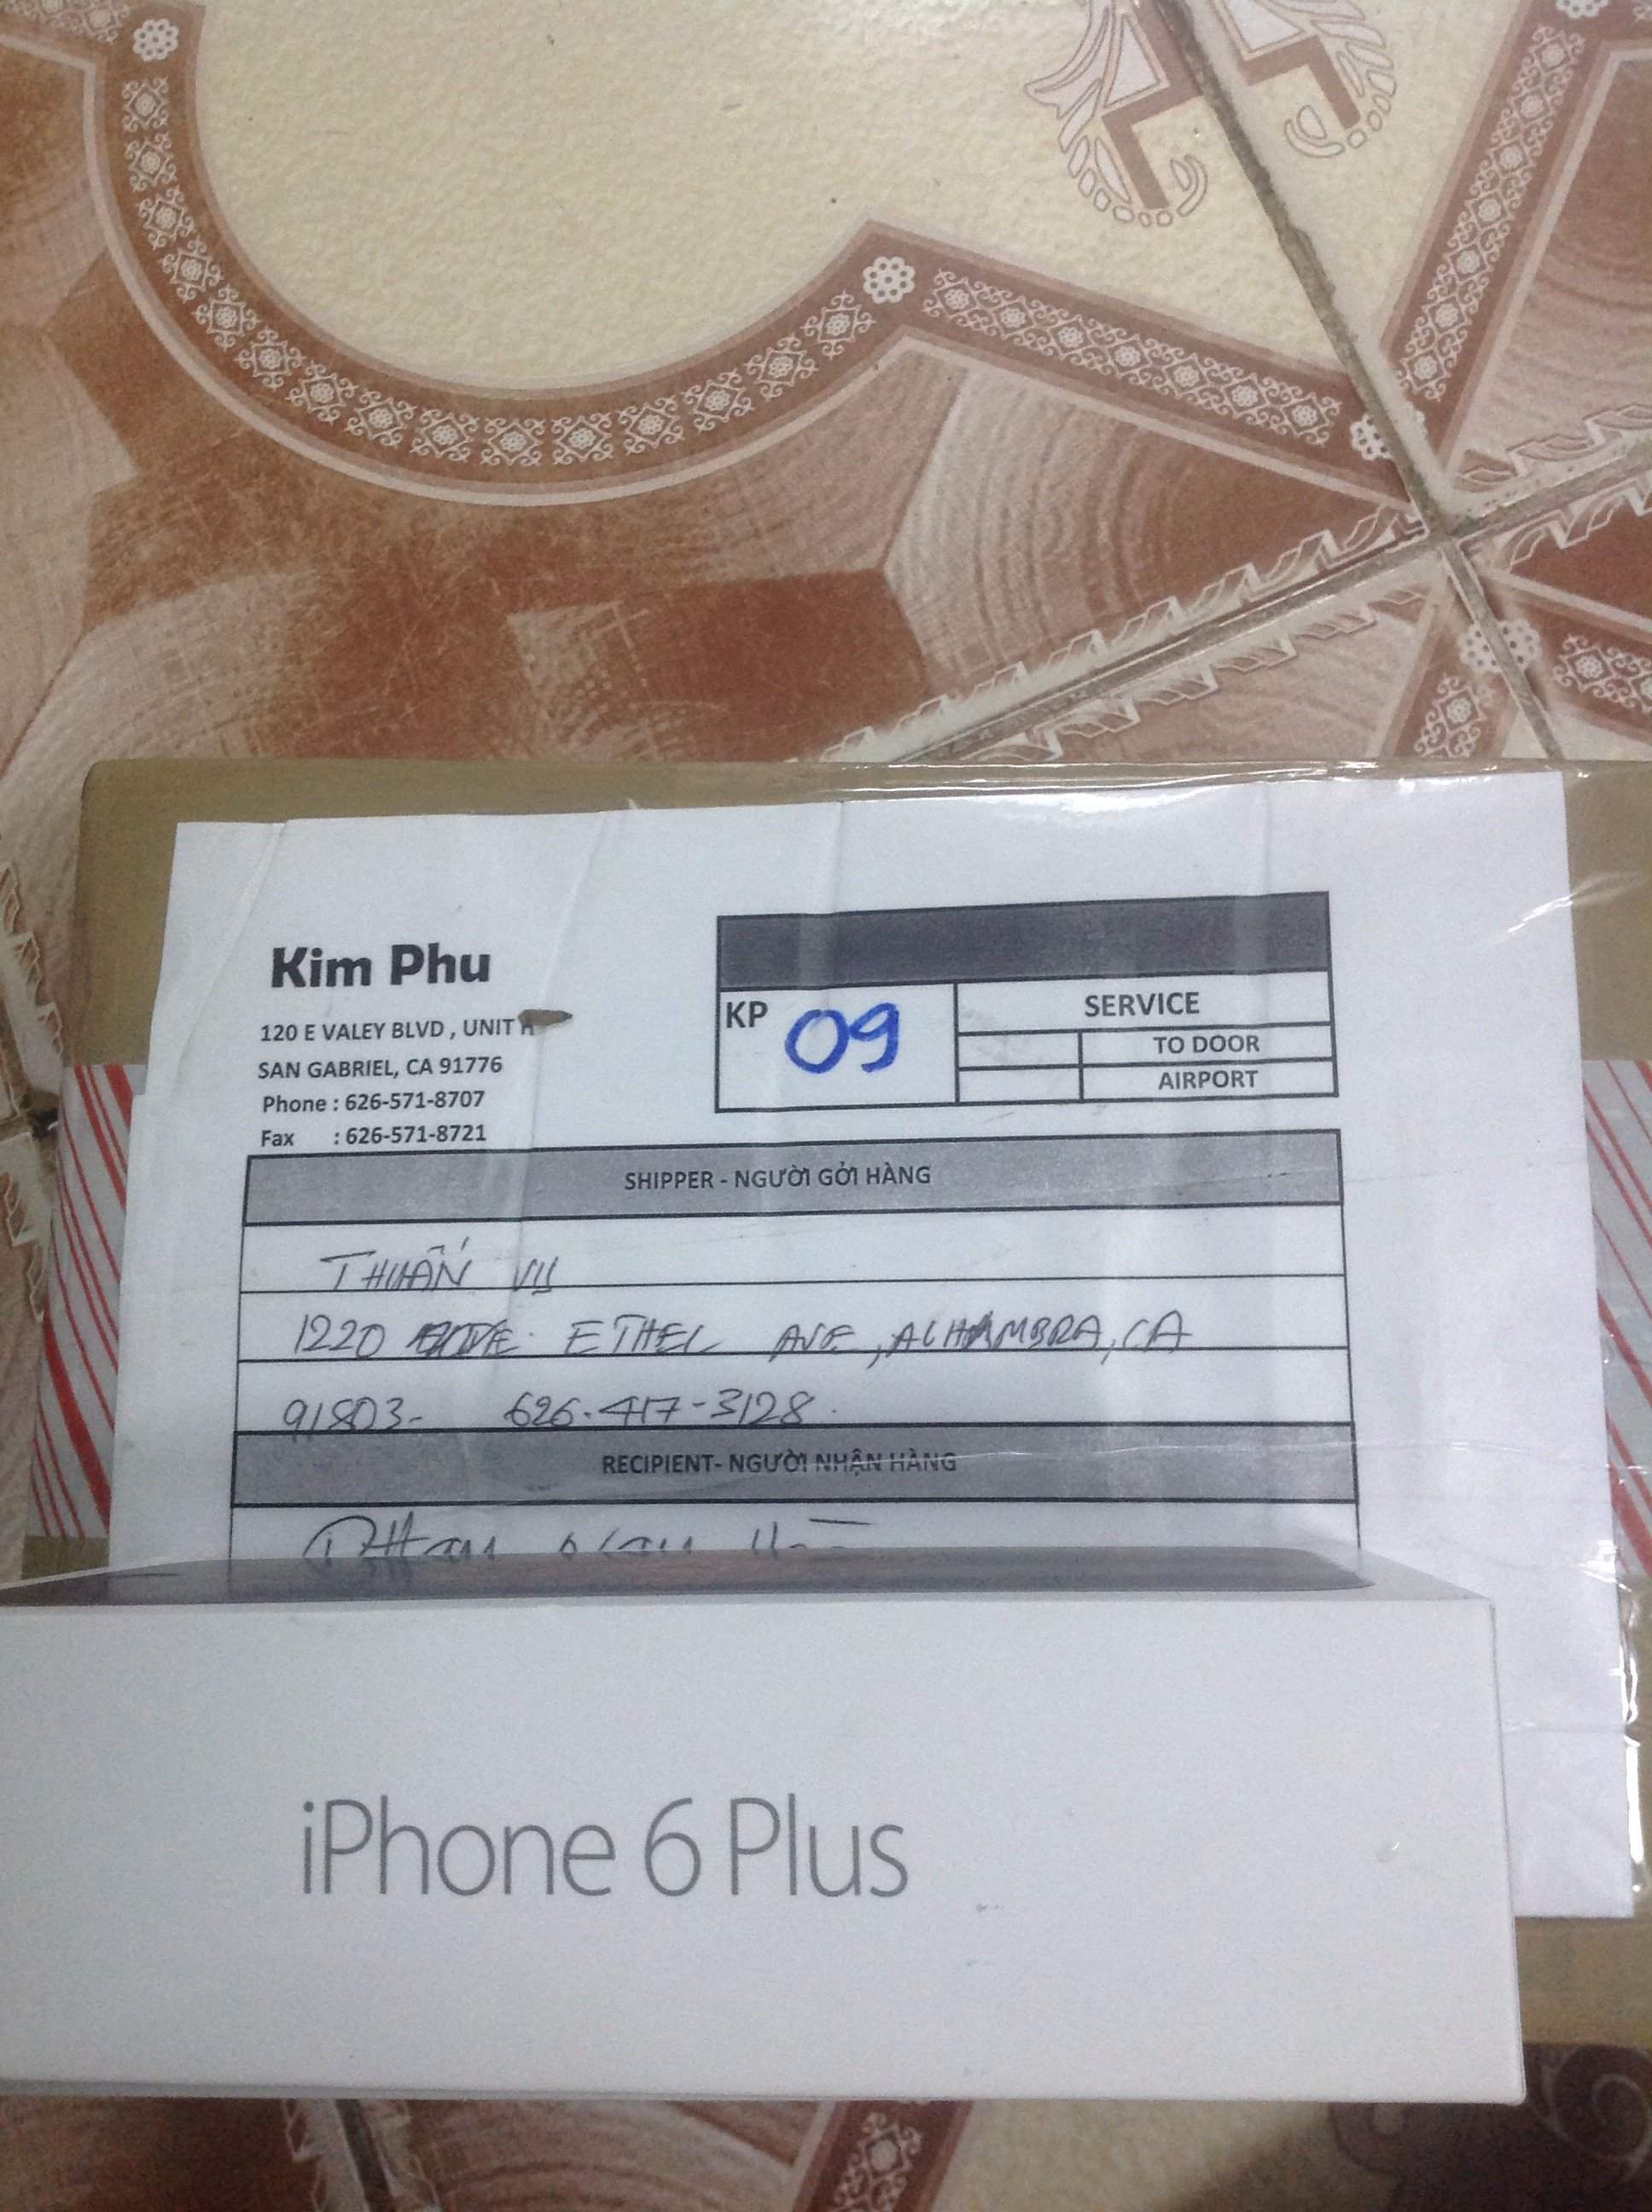 Kim Phu
120 E VALEY BLVD , UNIT H
SAN GABRIEL, CA 91776
Phone : 626-571-8707
Fax : 626-571-8721
KP 09
SERVICE
TO DOOR
AIRPORT
SHIPPER - NGƯỜI GỞI HÀNG
THUẤN VU
1220 ETHEL AVE, ALHAMBRA, CA
91803- 626-417-3128.
RECIPIENT- NGƯỜI NHẬN HÀNG
iPhone 6 Plus